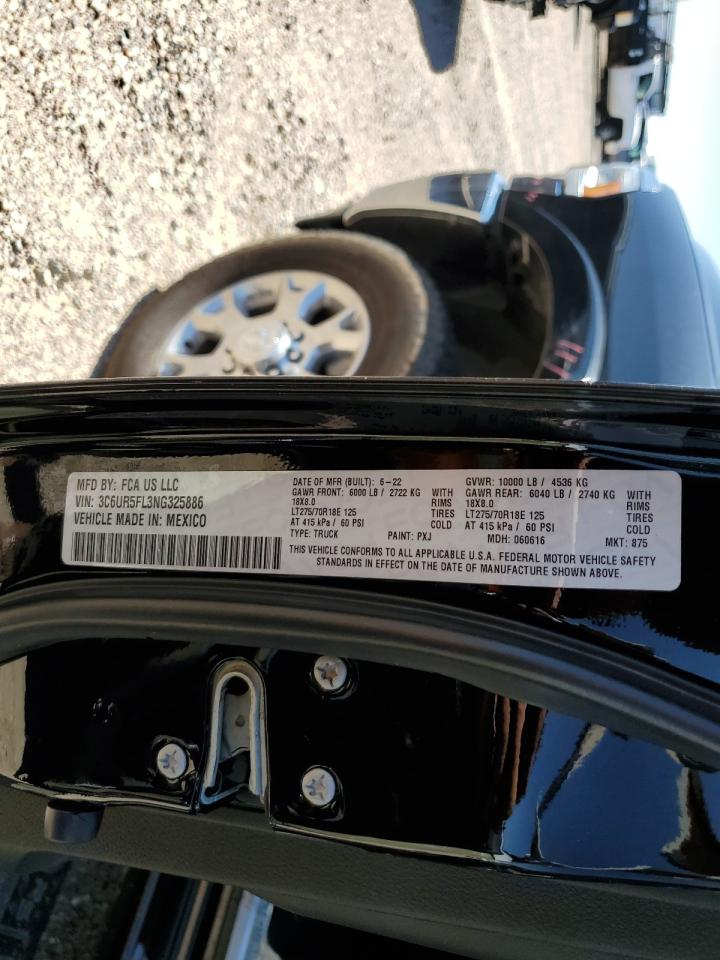 MFD BY: FCA US LLC
VIN: 3C6UR5FL3NG325886
VEHICLE MADE IN: MEXICO
DATE OF MFR (BUILT): 6-22
GAWR FRONT: 6000 LB / 2722 KG
18X8.0 WITH RIMS
LT275/70R18E 125 TIRES
AT 415 kPa / 60 PSI COLD
TYPE: TRUCK PAINT: PXJ
GVWR: 10000 LB / 4536 KG
GAWR REAR: 6040 LB / 2740 KG
18X8.0 WITH RIMS
LT275/70R18E 125 TIRES
AT 415 kPa / 60 PSI COLD
MDH: 060616 MKT: 875
THIS VEHICLE CONFORMS TO ALL APPLICABLE U.S.A. FEDERAL MOTOR VEHICLE SAFETY
STANDARDS IN EFFECT ON THE DATE OF MANUFACTURE SHOWN ABOVE.